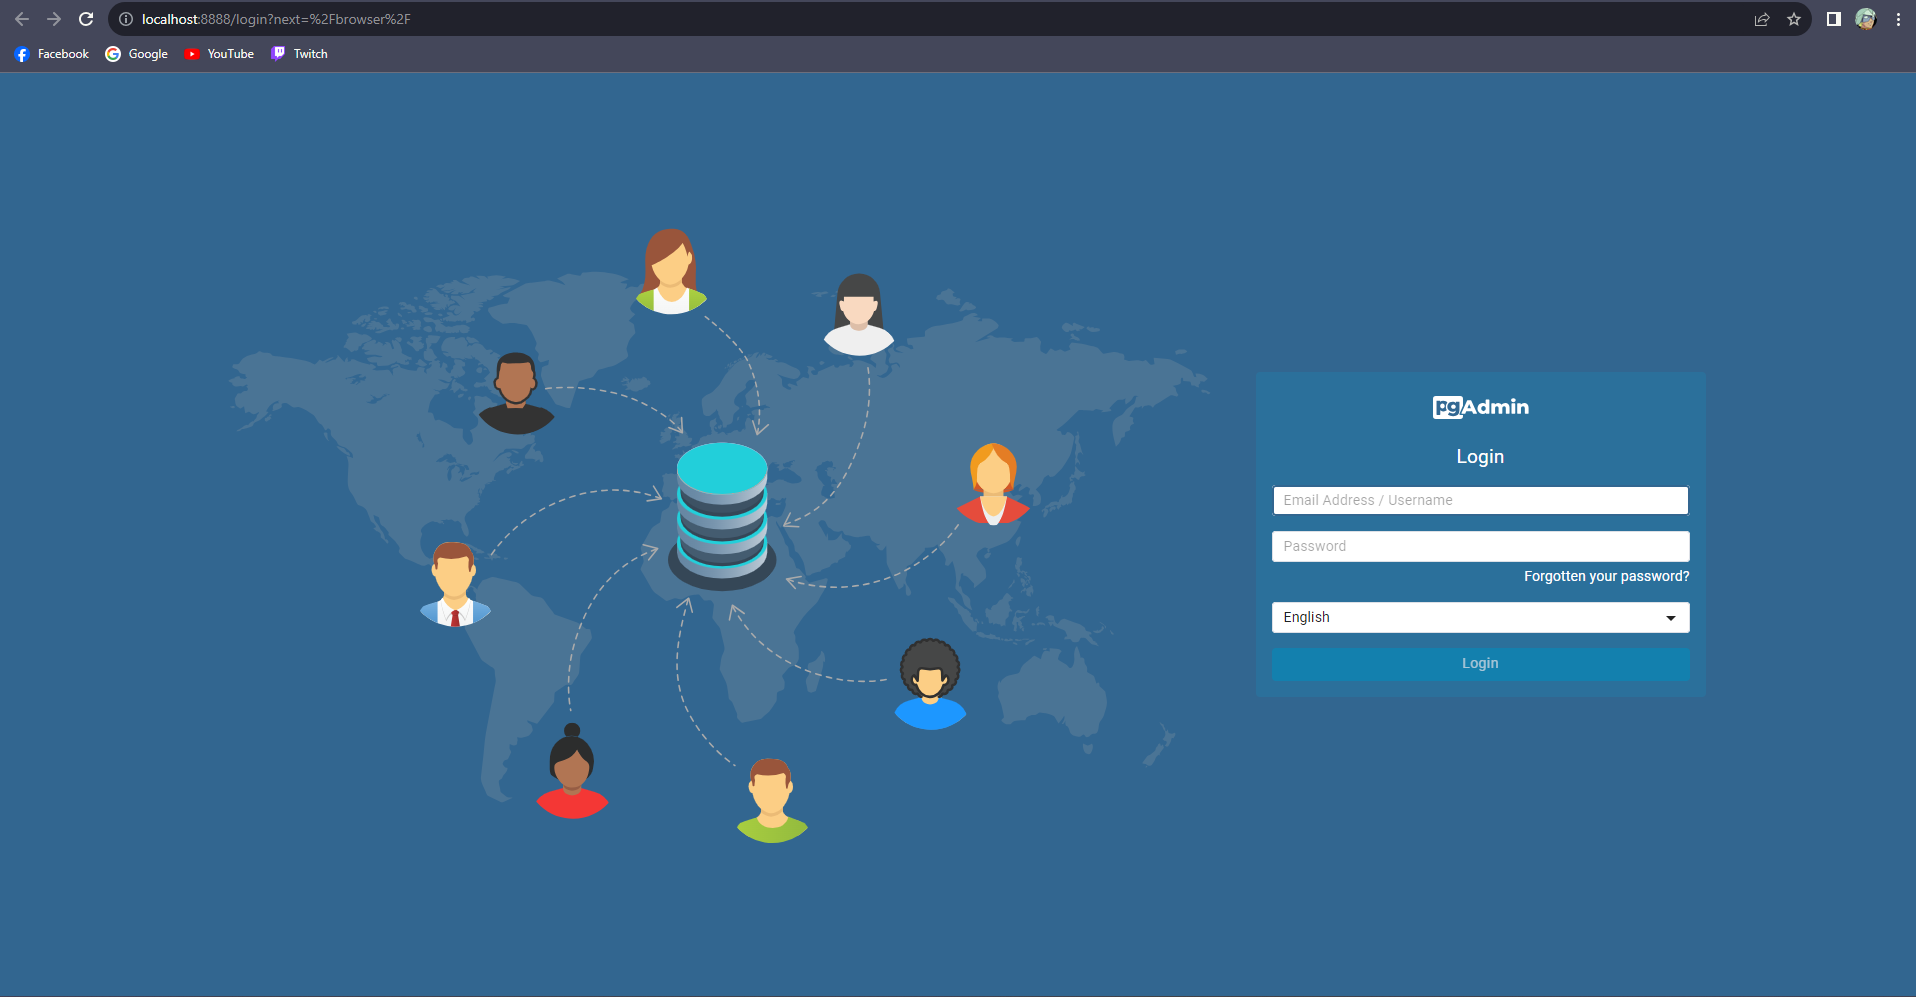 localhost:8888/login?next=%2Fbrowser%2F
Facebook Google YouTube Twitch
pgAdmin
Login
Email Address / Username
Password
Forgotten your password?
English
Login